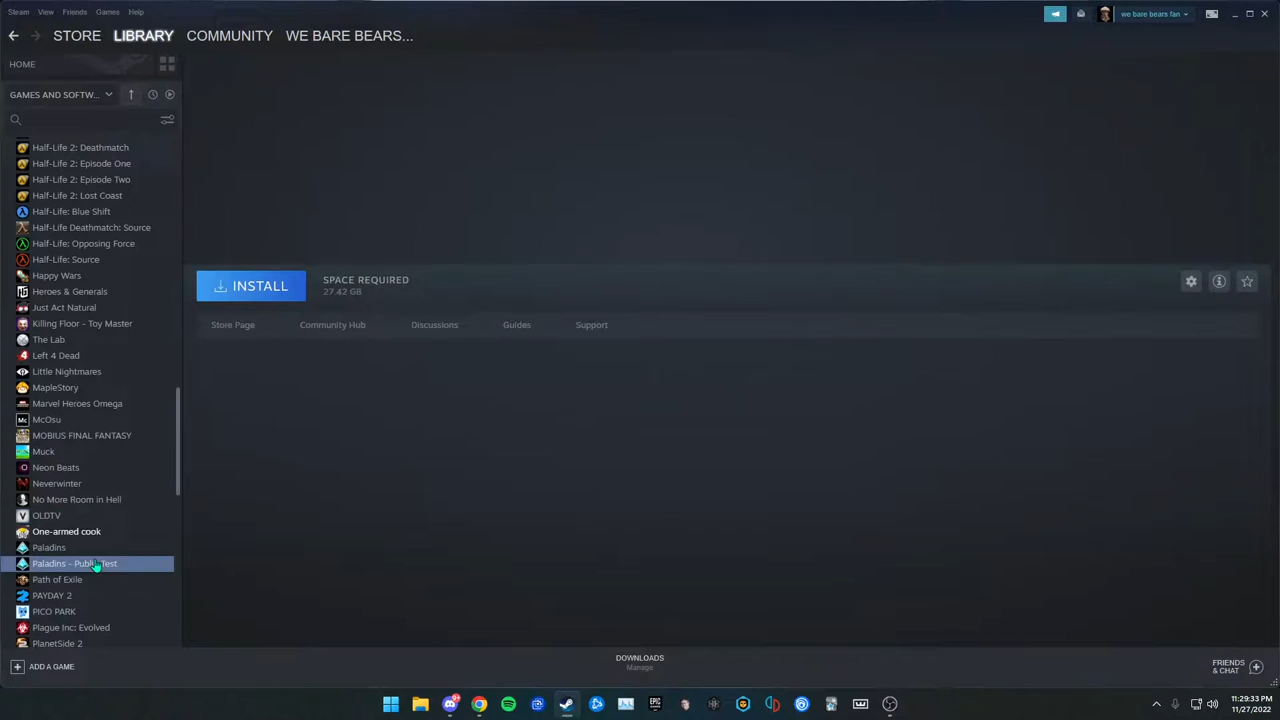 Steam View Friends Games Help
we bare bears fan
STORE LIBRARY COMMUNITY WE BARE BEARS...
HOME
GAMES AND SOFTW...
Half-Life 2: Deathmatch
Half-Life 2: Episode One
Half-Life 2: Episode Two
Half-Life 2: Lost Coast
Half-Life: Blue Shift
Half-Life Deathmatch: Source
Half-Life: Opposing Force
Half-Life: Source
Happy Wars
Heroes & Generals
Just Act Natural
Killing Floor - Toy Master
The Lab
Left 4 Dead
Little Nightmares
MapleStory
Marvel Heroes Omega
McOsu
MOBIUS FINAL FANTASY
Muck
Neon Beats
Neverwinter
No More Room in Hell
OLDTV
One-armed cook
Paladins
Paladins - Public Test
Path of Exile
PAYDAY 2
PICO PARK
Plague Inc: Evolved
PlanetSide 2
INSTALL
SPACE REQUIRED
27.42 GB
Store Page Community Hub Discussions Guides Support
ADD A GAME
DOWNLOADS
Manage
FRIENDS
& CHAT
11:29:33 PM
11/27/2022